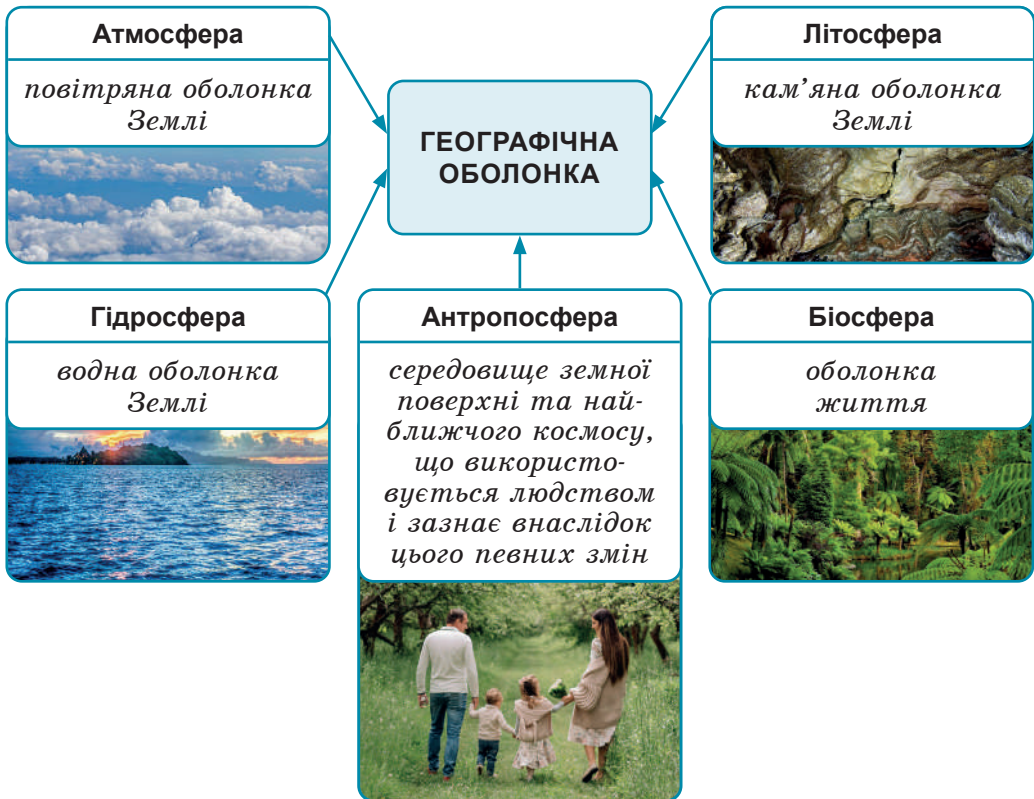 Атмосфера
повітряна оболонка
Землі
ГЕОГРАФІЧНА
ОБОЛОНКА
Літосфера
кам’яна оболонка
Землі
Гідросфера
водна оболонка
Землі
Антропосфера
середовище земної
поверхні та най-
ближчого космосу,
що використо-
вується людством
і зазнає внаслідок
цього певних змін
Біосфера
оболонка
життя